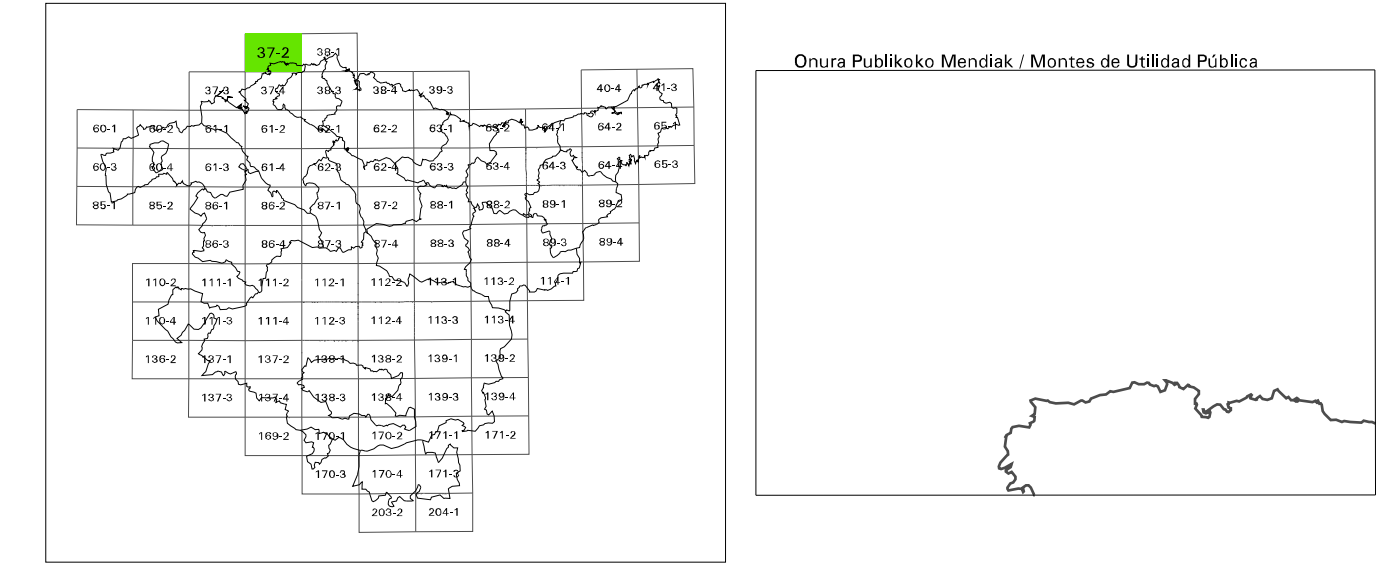 37-2 38-1
37-3 37-4 38-3 38-4 39-3 40-4 41-3
60-1 60-2 61-1 61-2 62-1 62-2 63-1 63-2 64-1 64-2 65-1
60-3 60-4 61-3 61-4 62-3 62-4 63-3 63-4 64-3 64-4 65-3
85-1 85-2 86-1 86-2 87-1 87-2 88-1 88-2 89-1 89-2
86-3 86-4 87-3 87-4 88-3 88-4 89-3 89-4
110-2 111-1 111-2 112-1 112-2 113-1 113-2 114-1
110-4 111-3 111-4 112-3 112-4 113-3 113-4
136-2 137-1 137-2 138-1 138-2 139-1 139-2
137-3 137-4 138-3 138-4 139-3 139-4
169-2 170-1 170-2 171-1 171-2
170-3 170-4 171-3
203-2 204-1
Onura Publikoko Mendiak / Montes de Utilidad Pública